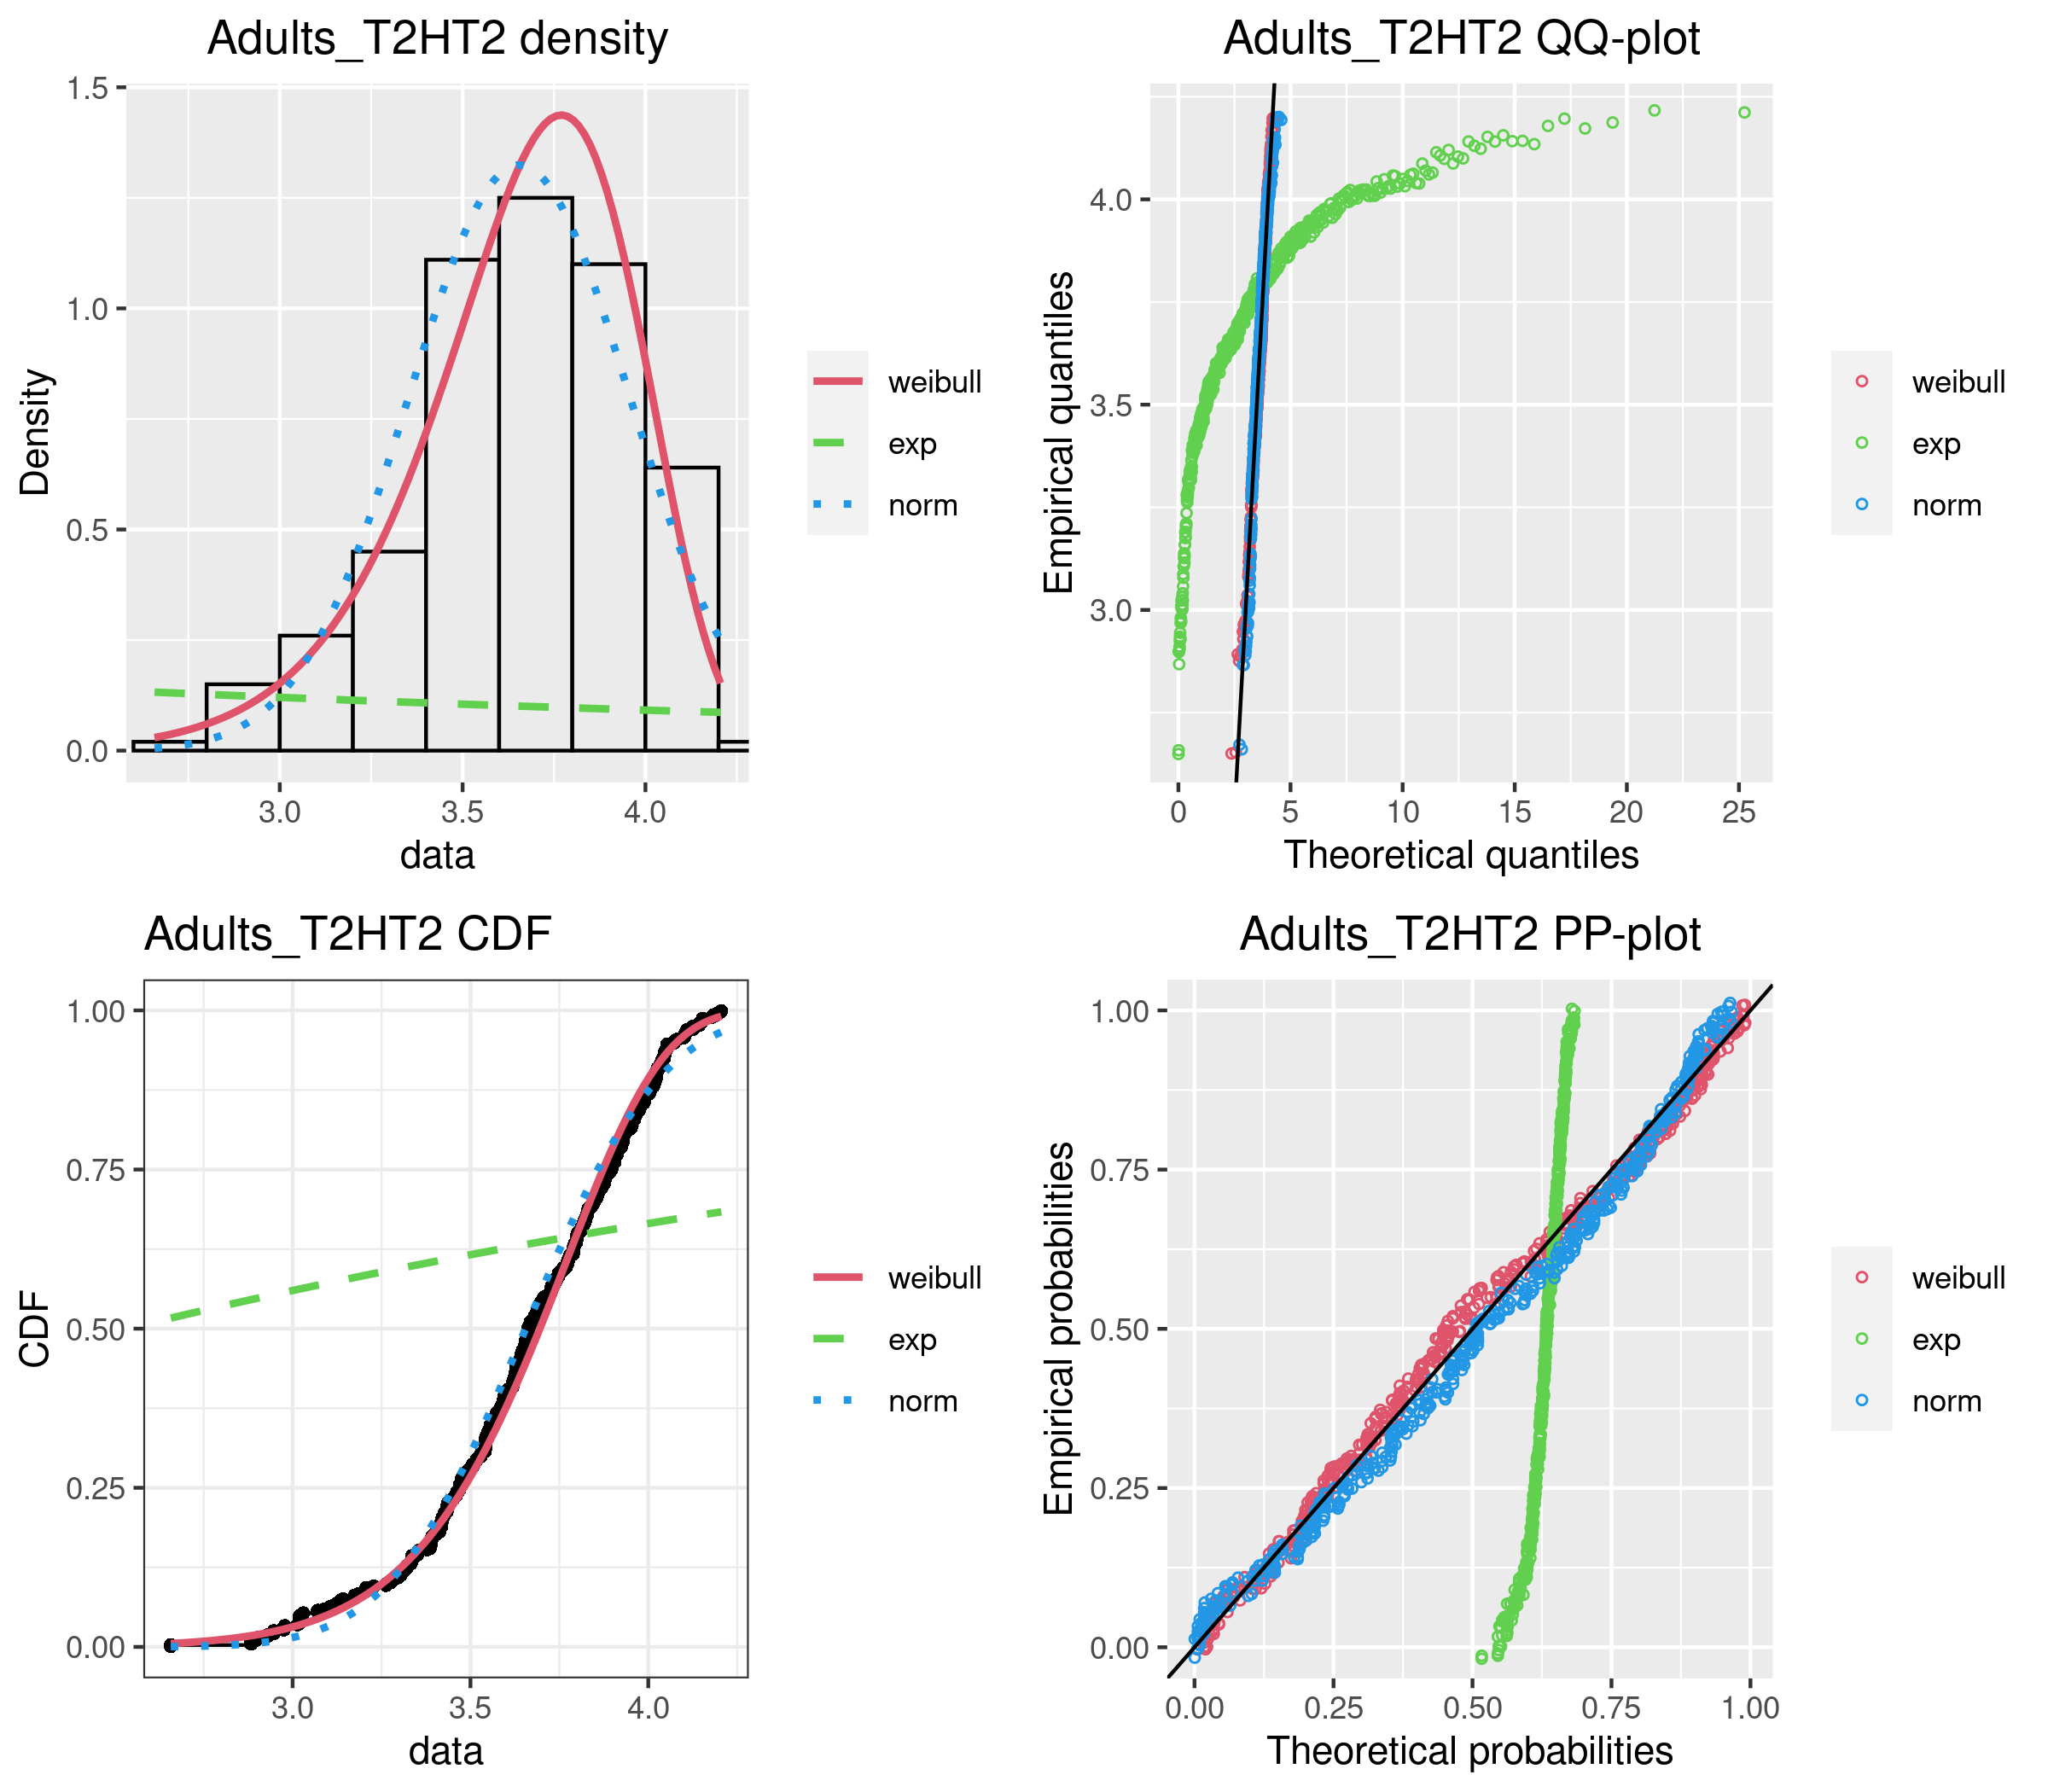 Adults_T2HT2 density
1.5
1.0
0.5
0.0
Density
3.0 3.5 4.0
data
weibull
exp
norm
Adults_T2HT2 QQ-plot
4.0
3.5
3.0
Empirical quantiles
0 5 10 15 20 25
Theoretical quantiles
weibull
exp
norm
Adults_T2HT2 CDF
1.00
0.75
0.50
0.25
0.00
CDF
3.0 3.5 4.0
data
weibull
exp
norm
Adults_T2HT2 PP-plot
1.00
0.75
0.50
0.25
0.00
Empirical probabilities
0.00 0.25 0.50 0.75 1.00
Theoretical probabilities
weibull
exp
norm